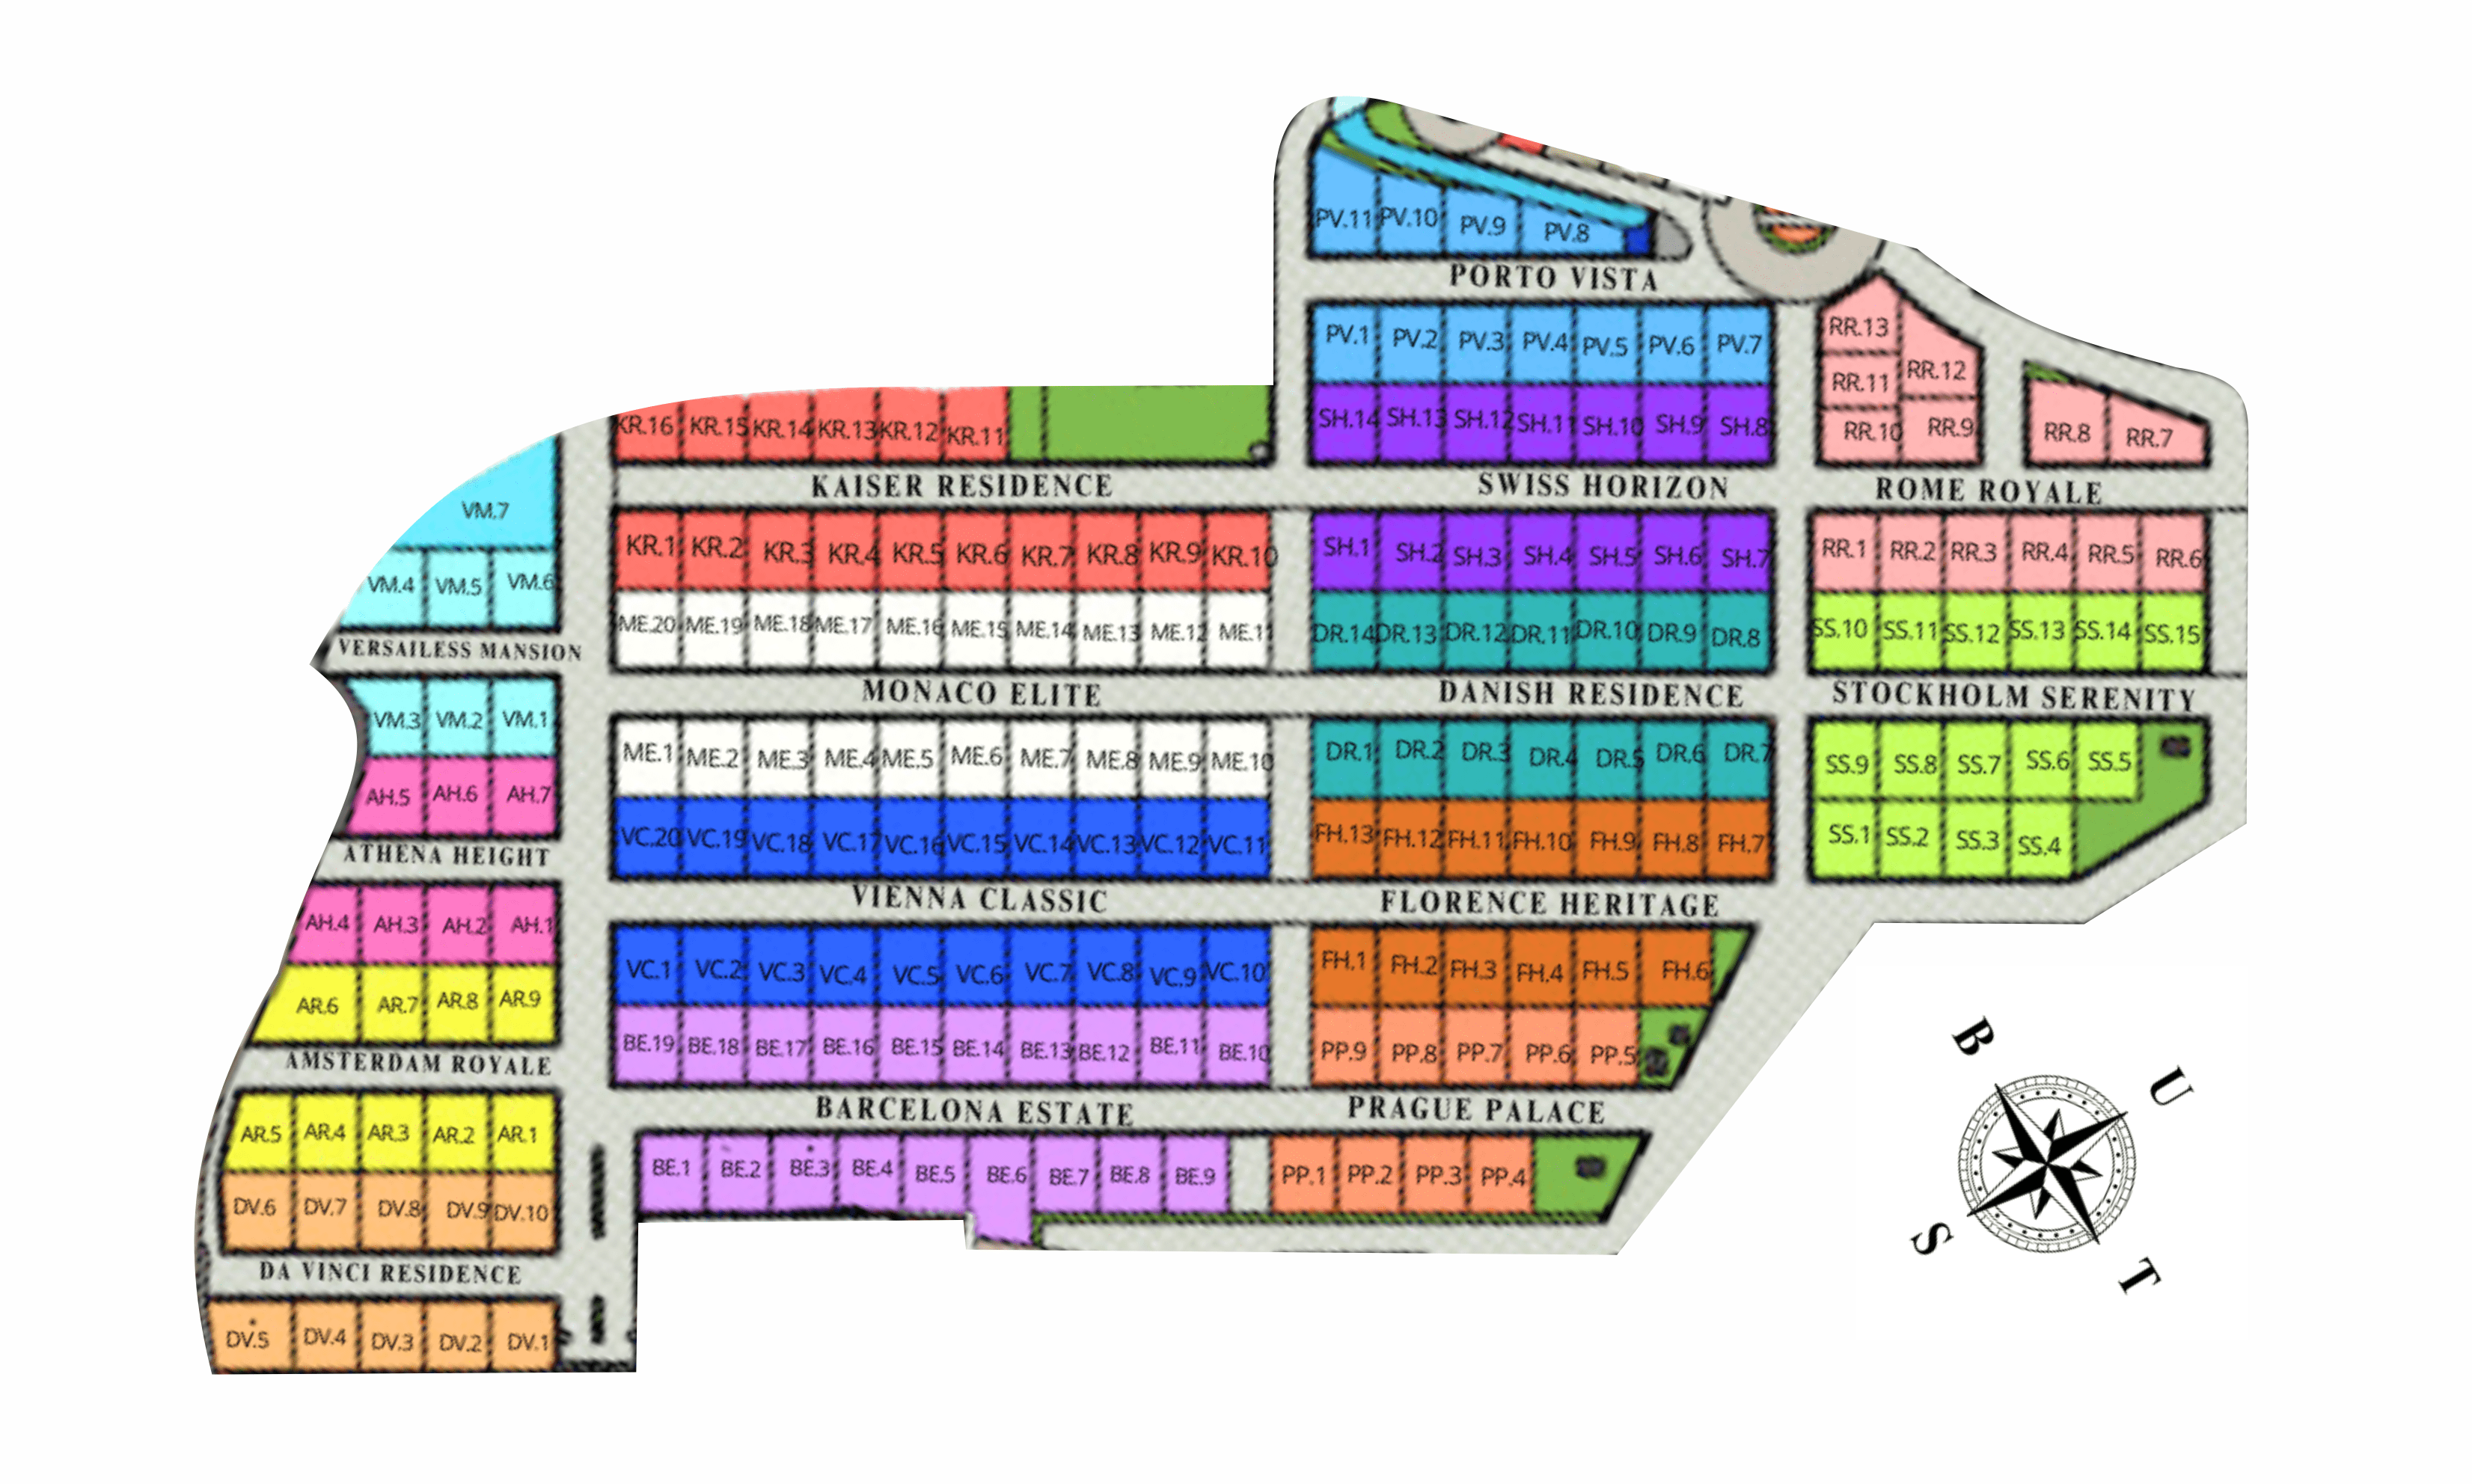 PV.11 PV.10 PV.9 PV.8
PORTO VISTA
PV.1 PV.2 PV.3 PV.4 PV.5 PV.6 PV.7
RR.13
RR.12
RR.11
SH.14 SH.13 SH.12 SH.11 SH.10 SH.9 SH.8
RR.10 RR.9 RR.8 RR.7
KR.16 KR.15 KR.14 KR.13 KR.12 KR.11
KAISER RESIDENCE SWISS HORIZON ROME ROYALE
VM.7
KR.1 KR.2 KR.3 KR.4 KR.5 KR.6 KR.7 KR.8 KR.9 KR.10 SH.1 SH.2 SH.3 SH.4 SH.5 SH.6 SH.7 RR.1 RR.2 RR.3 RR.4 RR.5 RR.6
VM.4 VM.5 VM.6
ME.20 ME.19 ME.18 ME.17 ME.16 ME.15 ME.14 ME.13 ME.12 ME.11 DR.14 DR.13 DR.12 DR.11 DR.10 DR.9 DR.8 SS.10 SS.11 SS.12 SS.13 SS.14 SS.15
VERSAILESS MANSION
MONACO ELITE DANISH RESIDENCE STOCKHOLM SERENITY
VM.3 VM.2 VM.1
ME.1 ME.2 ME.3 ME.4 ME.5 ME.6 ME.7 ME.8 ME.9 ME.10 DR.1 DR.2 DR.3 DR.4 DR.5 DR.6 DR.7 SS.9 SS.8 SS.7 SS.6 SS.5
AH.5 AH.6 AH.7
VC.20 VC.19 VC.18 VC.17 VC.16 VC.15 VC.14 VC.13 VC.12 VC.11 FH.13 FH.12 FH.11 FH.10 FH.9 FH.8 FH.7 SS.1 SS.2 SS.3 SS.4
ATHENA HEIGHT
VIENNA CLASSIC FLORENCE HERITAGE
AH.4 AH.3 AH.2 AH.1
VC.1 VC.2 VC.3 VC.4 VC.5 VC.6 VC.7 VC.8 VC.9 VC.10 FH.1 FH.2 FH.3 FH.4 FH.5 FH.6
AR.6 AR.7 AR.8 AR.9
BE.19 BE.18 BE.17 BE.16 BE.15 BE.14 BE.13 BE.12 BE.11 BE.10 PP.9 PP.8 PP.7 PP.6 PP.5
AMSTERDAM ROYALE
BARCELONA ESTATE PRAGUE PALACE
AR.5 AR.4 AR.3 AR.2 AR.1
BE.1 BE.2 BE.3 BE.4 BE.5 BE.6 BE.7 BE.8 BE.9 PP.1 PP.2 PP.3 PP.4
DV.6 DV.7 DV.8 DV.9 DV.10
DA VINCI RESIDENCE
DV.5 DV.4 DV.3 DV.2 DV.1
B
U
S
T